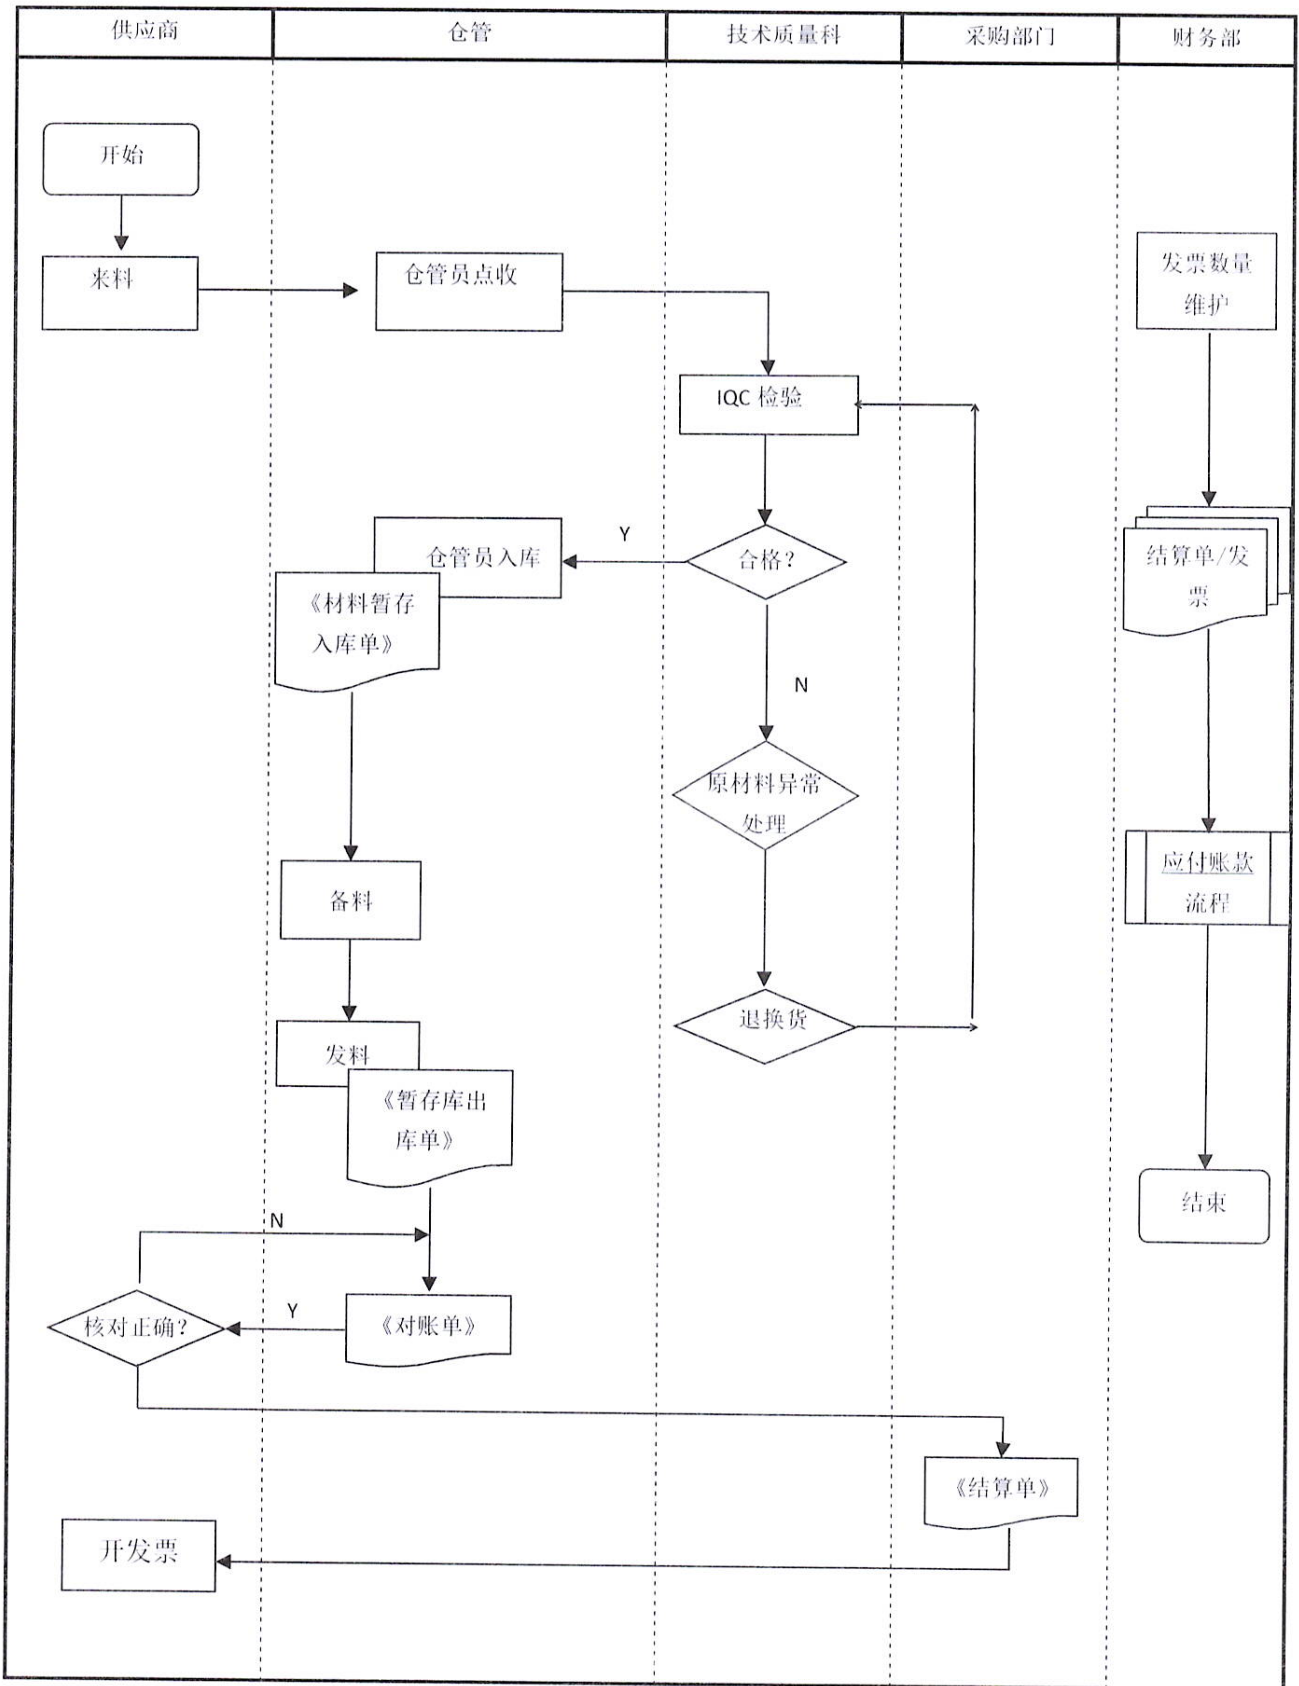 供应商
仓管
技术质量科
采购部门
财务部
开始
来料
仓管员点收
发票数量
维护
IQC 检验
合格?
Y
仓管员入库
《材料暂存
入库单》
结算单/发
票
N
原材料异常
处理
备料
应付账款
流程
退换货
发料
《暂存库出
库单》
结束
N
核对正确?
Y
《对账单》
《结算单》
开发票